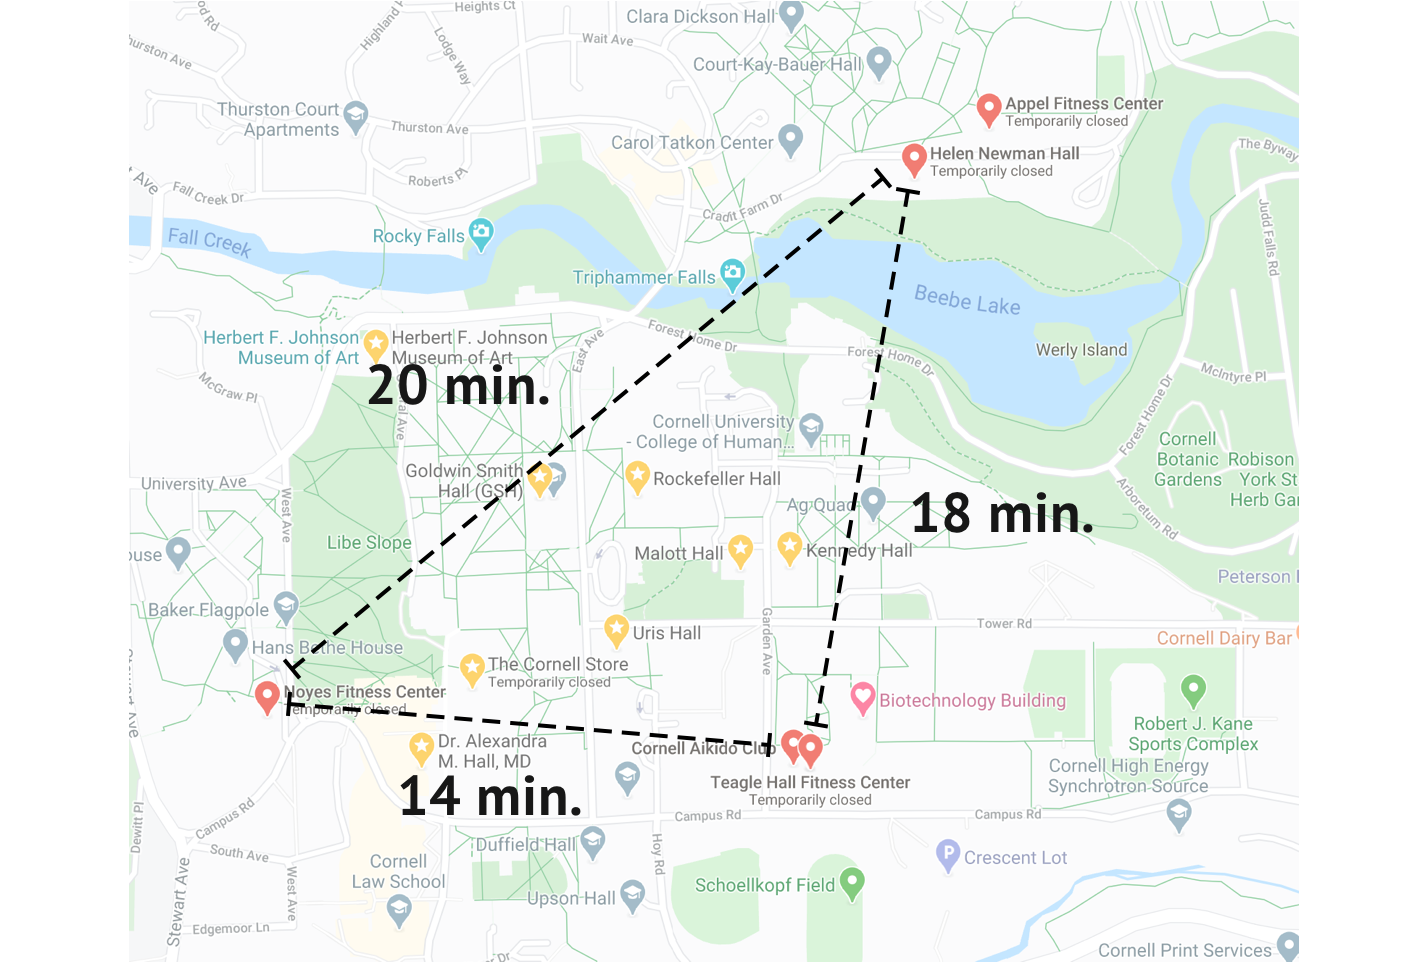 Heights Ct
Clara Dickson Hall
Highland
Lodge Way
Wait Ave
Court-Kay-Bauer Hall
Thurston Court
Apartments
Thurston Ave
Appel Fitness Center
Temporarily closed
Carol Tatkon Center
Helen Newman Hall
Temporarily closed
The Byway
Roberts Pl
Ave
Fall Creek Dr
Cradit Farm Dr
Judd Falls Rd
Fall Creek
Rocky Falls
Triphammer Falls
Beebe Lake
Herbert F. Johnson
Museum of Art
Herbert F. Johnson
Museum of Art
East Ave
Forest Home Dr
Forest Home Dr
Werly Island
McGraw Pl
20 min.
McIntyre Pl
Forest Home Dr
Cornell University
- College of Human...
Cornell
Botanic
Gardens
Robison
York St
Herb Gar
Goldwin Smith
Hall (GSH)
Rockefeller Hall
University Ave
West Ave
Ag Quad
18 min.
Arboretum Rd
Libe Slope
Malott Hall
Kennedy Hall
Peterson
Baker Flagpole
Hans Bethe House
Uris Hall
Garden Ave
Tower Rd
Cornell Dairy Bar
The Cornell Store
Temporarily closed
Noyes Fitness Center
Temporarily closed
Biotechnology Building
Robert J. Kane
Sports Complex
Dr. Alexandra
M. Hall, MD
Cornell Aikido Club
Teagle Hall Fitness Center
Temporarily closed
Cornell High Energy
Synchrotron Source
14 min.
Dewitt Pl
Campus Rd
Campus Rd
Campus Rd
South Ave
Stewart Ave
West Ave
Duffield Hall
Hoy Rd
Crescent Lot
Cornell
Law School
Upson Hall
Schoellkopf Field
Edgemoor Ln
Cornell Print Services